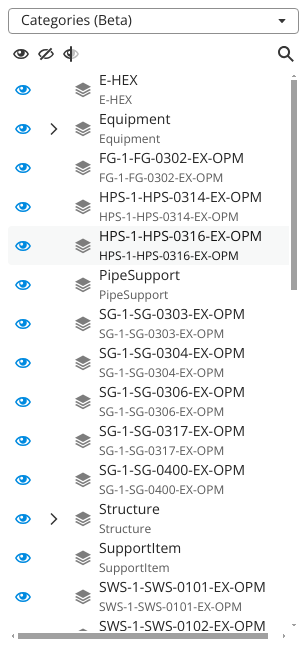 Categories (Beta)
E-HEX
E-HEX
Equipment
Equipment
FG-1-FG-0302-EX-OPM
FG-1-FG-0302-EX-OPM
HPS-1-HPS-0314-EX-OPM
HPS-1-HPS-0314-EX-OPM
HPS-1-HPS-0316-EX-OPM
HPS-1-HPS-0316-EX-OPM
PipeSupport
PipeSupport
SG-1-SG-0303-EX-OPM
SG-1-SG-0303-EX-OPM
SG-1-SG-0304-EX-OPM
SG-1-SG-0304-EX-OPM
SG-1-SG-0306-EX-OPM
SG-1-SG-0306-EX-OPM
SG-1-SG-0317-EX-OPM
SG-1-SG-0317-EX-OPM
SG-1-SG-0400-EX-OPM
SG-1-SG-0400-EX-OPM
Structure
Structure
SupportItem
SupportItem
SWS-1-SWS-0101-EX-OPM
SWS-1-SWS-0101-EX-OPM
SWS-1-SWS-0102-EX-OPM